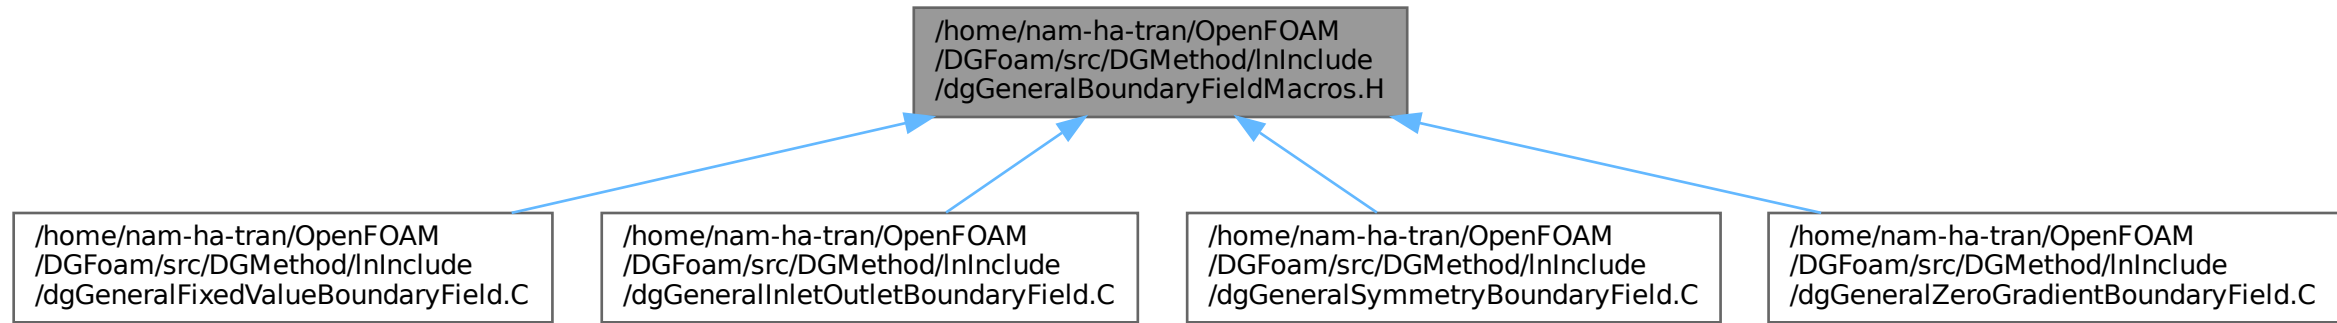 /home/nam-ha-tran/OpenFOAM
/DGFoam/src/DGMethod/lnInclude
/dgGeneralBoundaryFieldMacros.H
/home/nam-ha-tran/OpenFOAM
/DGFoam/src/DGMethod/lnInclude
/dgGeneralFixedValueBoundaryField.C
/home/nam-ha-tran/OpenFOAM
/DGFoam/src/DGMethod/lnInclude
/dgGeneralInletOutletBoundaryField.C
/home/nam-ha-tran/OpenFOAM
/DGFoam/src/DGMethod/lnInclude
/dgGeneralSymmetryBoundaryField.C
/home/nam-ha-tran/OpenFOAM
/DGFoam/src/DGMethod/lnInclude
/dgGeneralZeroGradientBoundaryField.C